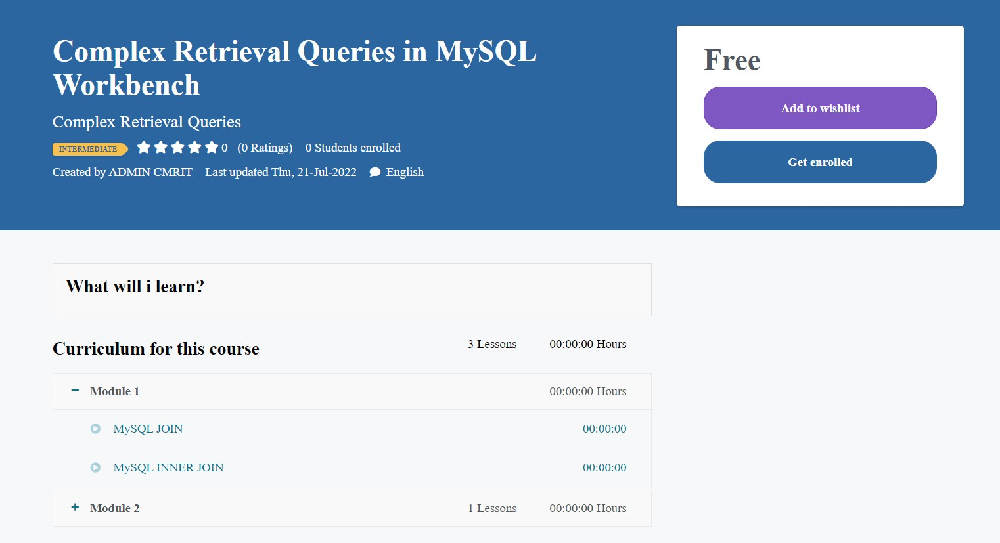 Complex Retrieval Queries in MySQL
Workbench
Complex Retrieval Queries
INTERMEDIATE 0 (0 Ratings) 0 Students enrolled
Created by ADMIN CMRIT Last updated Thu, 21-Jul-2022 English
Free
Add to wishlist
Get enrolled
What will i learn?
Curriculum for this course 3 Lessons 00:00:00 Hours
Module 1 00:00:00 Hours
MySQL JOIN 00:00:00
MySQL INNER JOIN 00:00:00
Module 2 1 Lessons 00:00:00 Hours